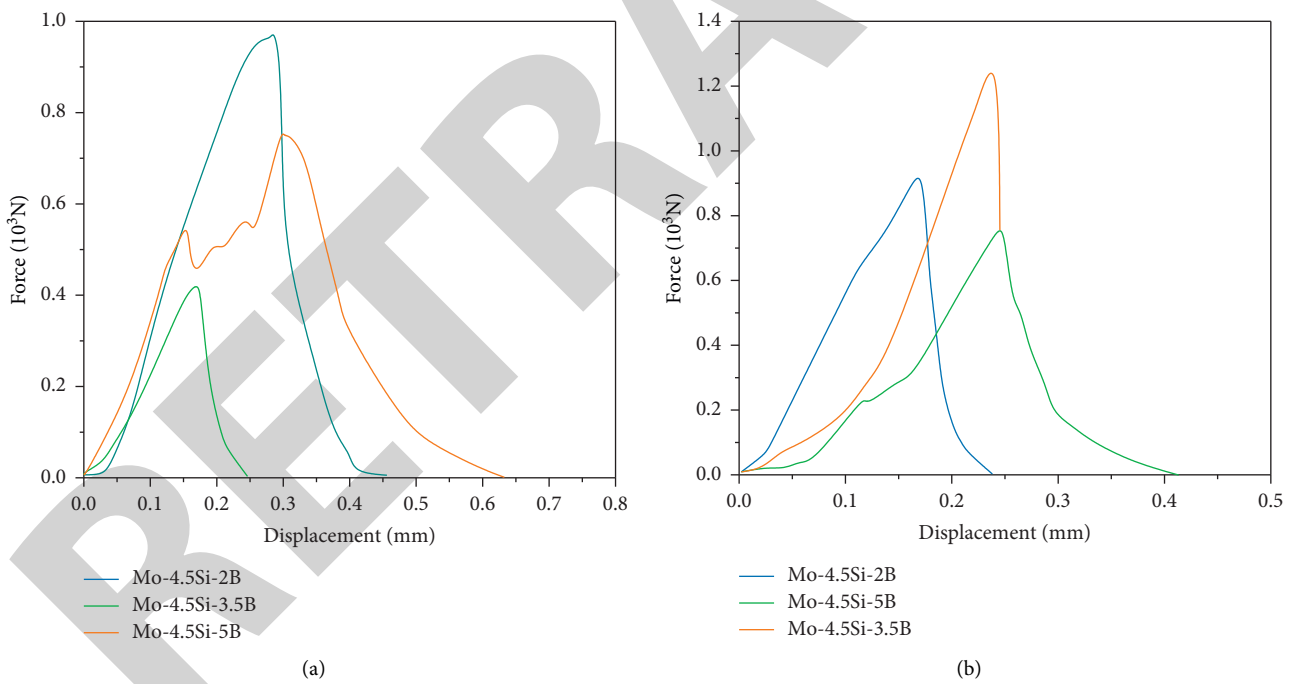 1.0
0.8
0.6
0.4
0.2
0.0
Force (10³N)
0.0 0.1 0.2 0.3 0.4 0.5 0.6 0.7 0.8
Displacement (mm)
Mo-4.5Si-2B
Mo-4.5Si-3.5B
Mo-4.5Si-5B
(a)
1.4
1.2
1.0
0.8
0.6
0.4
0.2
0.0
Force (10³N)
0.0 0.1 0.2 0.3 0.4 0.5
Displacement (mm)
Mo-4.5Si-2B
Mo-4.5Si-5B
Mo-4.5Si-3.5B
(b)
RETRA